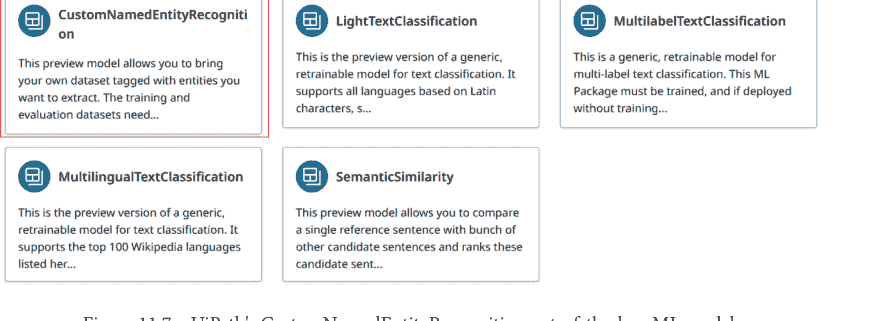 CustomNamedEntityRecogniti
on
This preview model allows you to bring
your own dataset tagged with entities you
want to extract. The training and
evaluation datasets need...
LightTextClassification
This is the preview version of a generic,
retrainable model for text classification. It
supports all languages based on Latin
characters, s...
MultilabelTextClassification
This is a generic, retrainable model for
multi-label text classification. This ML
Package must be trained, and if deployed
without training...
MultilingualTextClassification
This is the preview version of a generic,
retrainable model for text classification. It
supports the top 100 Wikipedia languages
listed her...
SemanticSimilarity
This preview model allows you to compare
a single reference sentence with bunch of
other candidate sentences and ranks these
candidate sent...